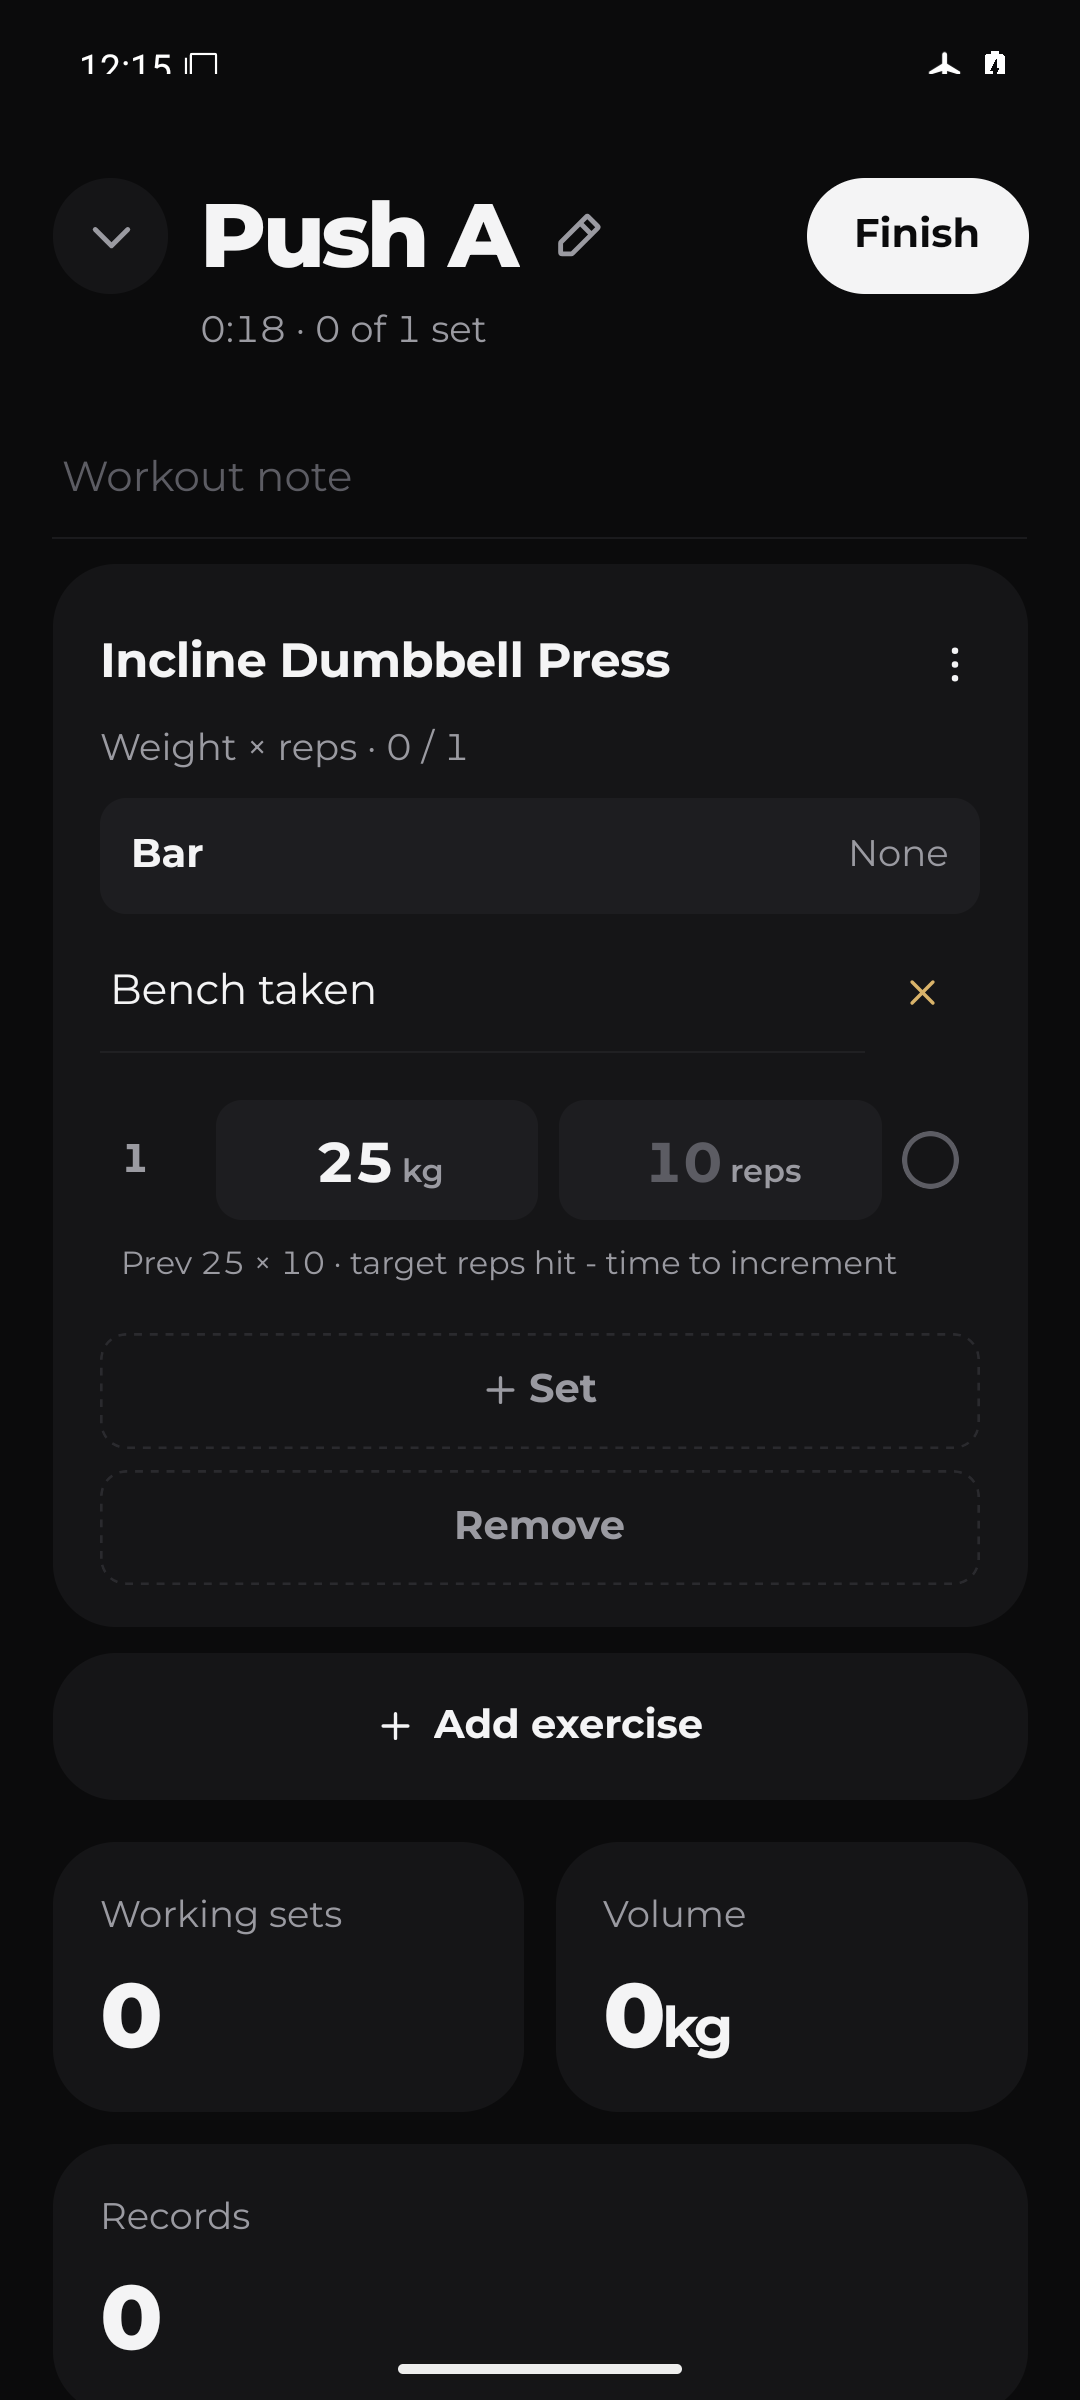 12:15
Push A
Finish
0:18 · 0 of 1 set
Workout note
Incline Dumbbell Press
Weight × reps · 0 / 1
Bar None
Bench taken
1 25 kg 10 reps
Prev 25 × 10 · target reps hit - time to increment
+ Set
Remove
+ Add exercise
Working sets
0
Volume
0kg
Records
0